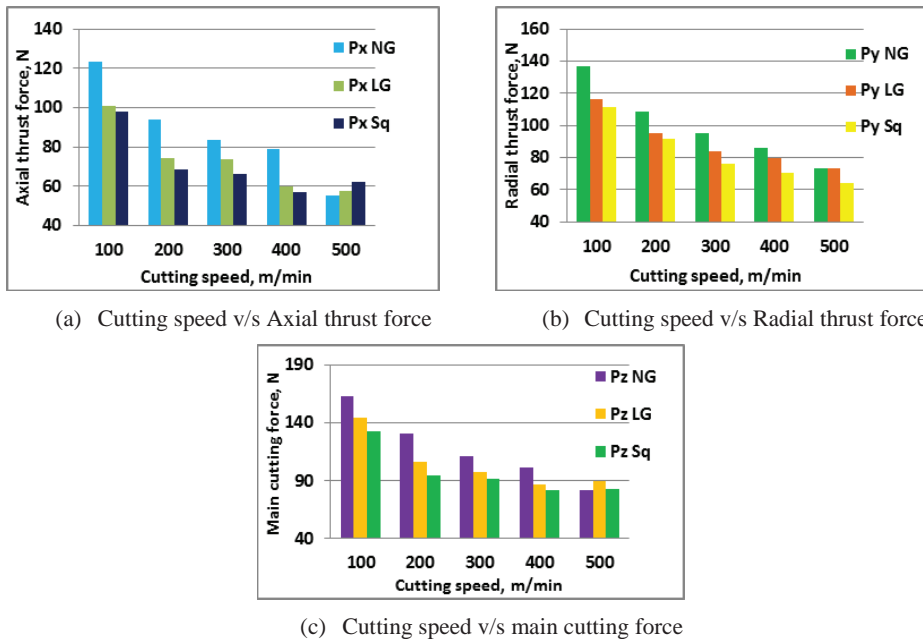 140
120
100
80
60
40
Axial thrust force, N
Px NG
Px LG
Px Sq
100 200 300 400 500
Cutting speed, m/min
(a) Cutting speed v/s Axial thrust force
160
140
120
100
80
60
40
Radial thrust force, N
Py NG
Py LG
Py Sq
100 200 300 400 500
Cutting speed, m/min
(b) Cutting speed v/s Radial thrust force
190
140
90
40
Main cutting force, N
Pz NG
Pz LG
Pz Sq
100 200 300 400 500
Cutting speed, m/min
(c) Cutting speed v/s main cutting force